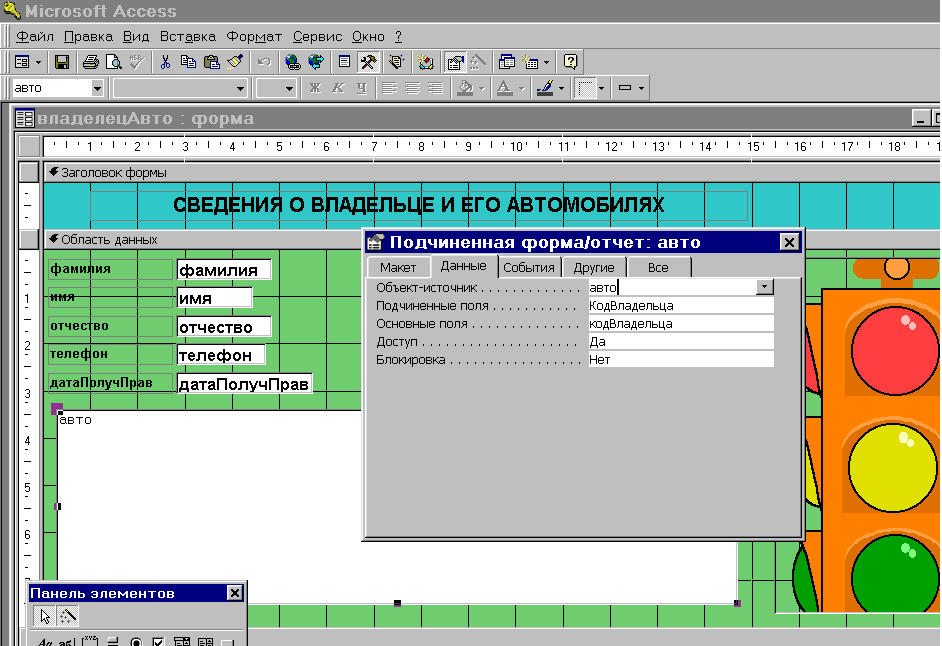 Microsoft Access
Файл Правка Вид Вставка Формат Сервис Окно ?
авто Ж К Ч
владелецАвто : форма
1 2 3 4 5 6 7 8 9 10 11 12 13 14 15 16 17 18
Заголовок формы
СВЕДЕНИЯ О ВЛАДЕЛЬЦЕ И ЕГО АВТОМОБИЛЯХ
Область данных
фамилия фамилия
имя имя
отчество отчество
телефон телефон
датаПолучПрав датаПолучПрав
авто
1
2
3
4
5
6
Подчиненная форма/отчет: авто
Макет Данные События Другие Все
Объект-источник . . . . . . . . . . . . . авто
Подчиненные поля . . . . . . . . . . . КодВладельца
Основные поля . . . . . . . . . . . . . . кодВладельца
Доступ . . . . . . . . . . . . . . . . . . . . Да
Блокировка . . . . . . . . . . . . . . . . . Нет
Панель элементов
Aa аб|